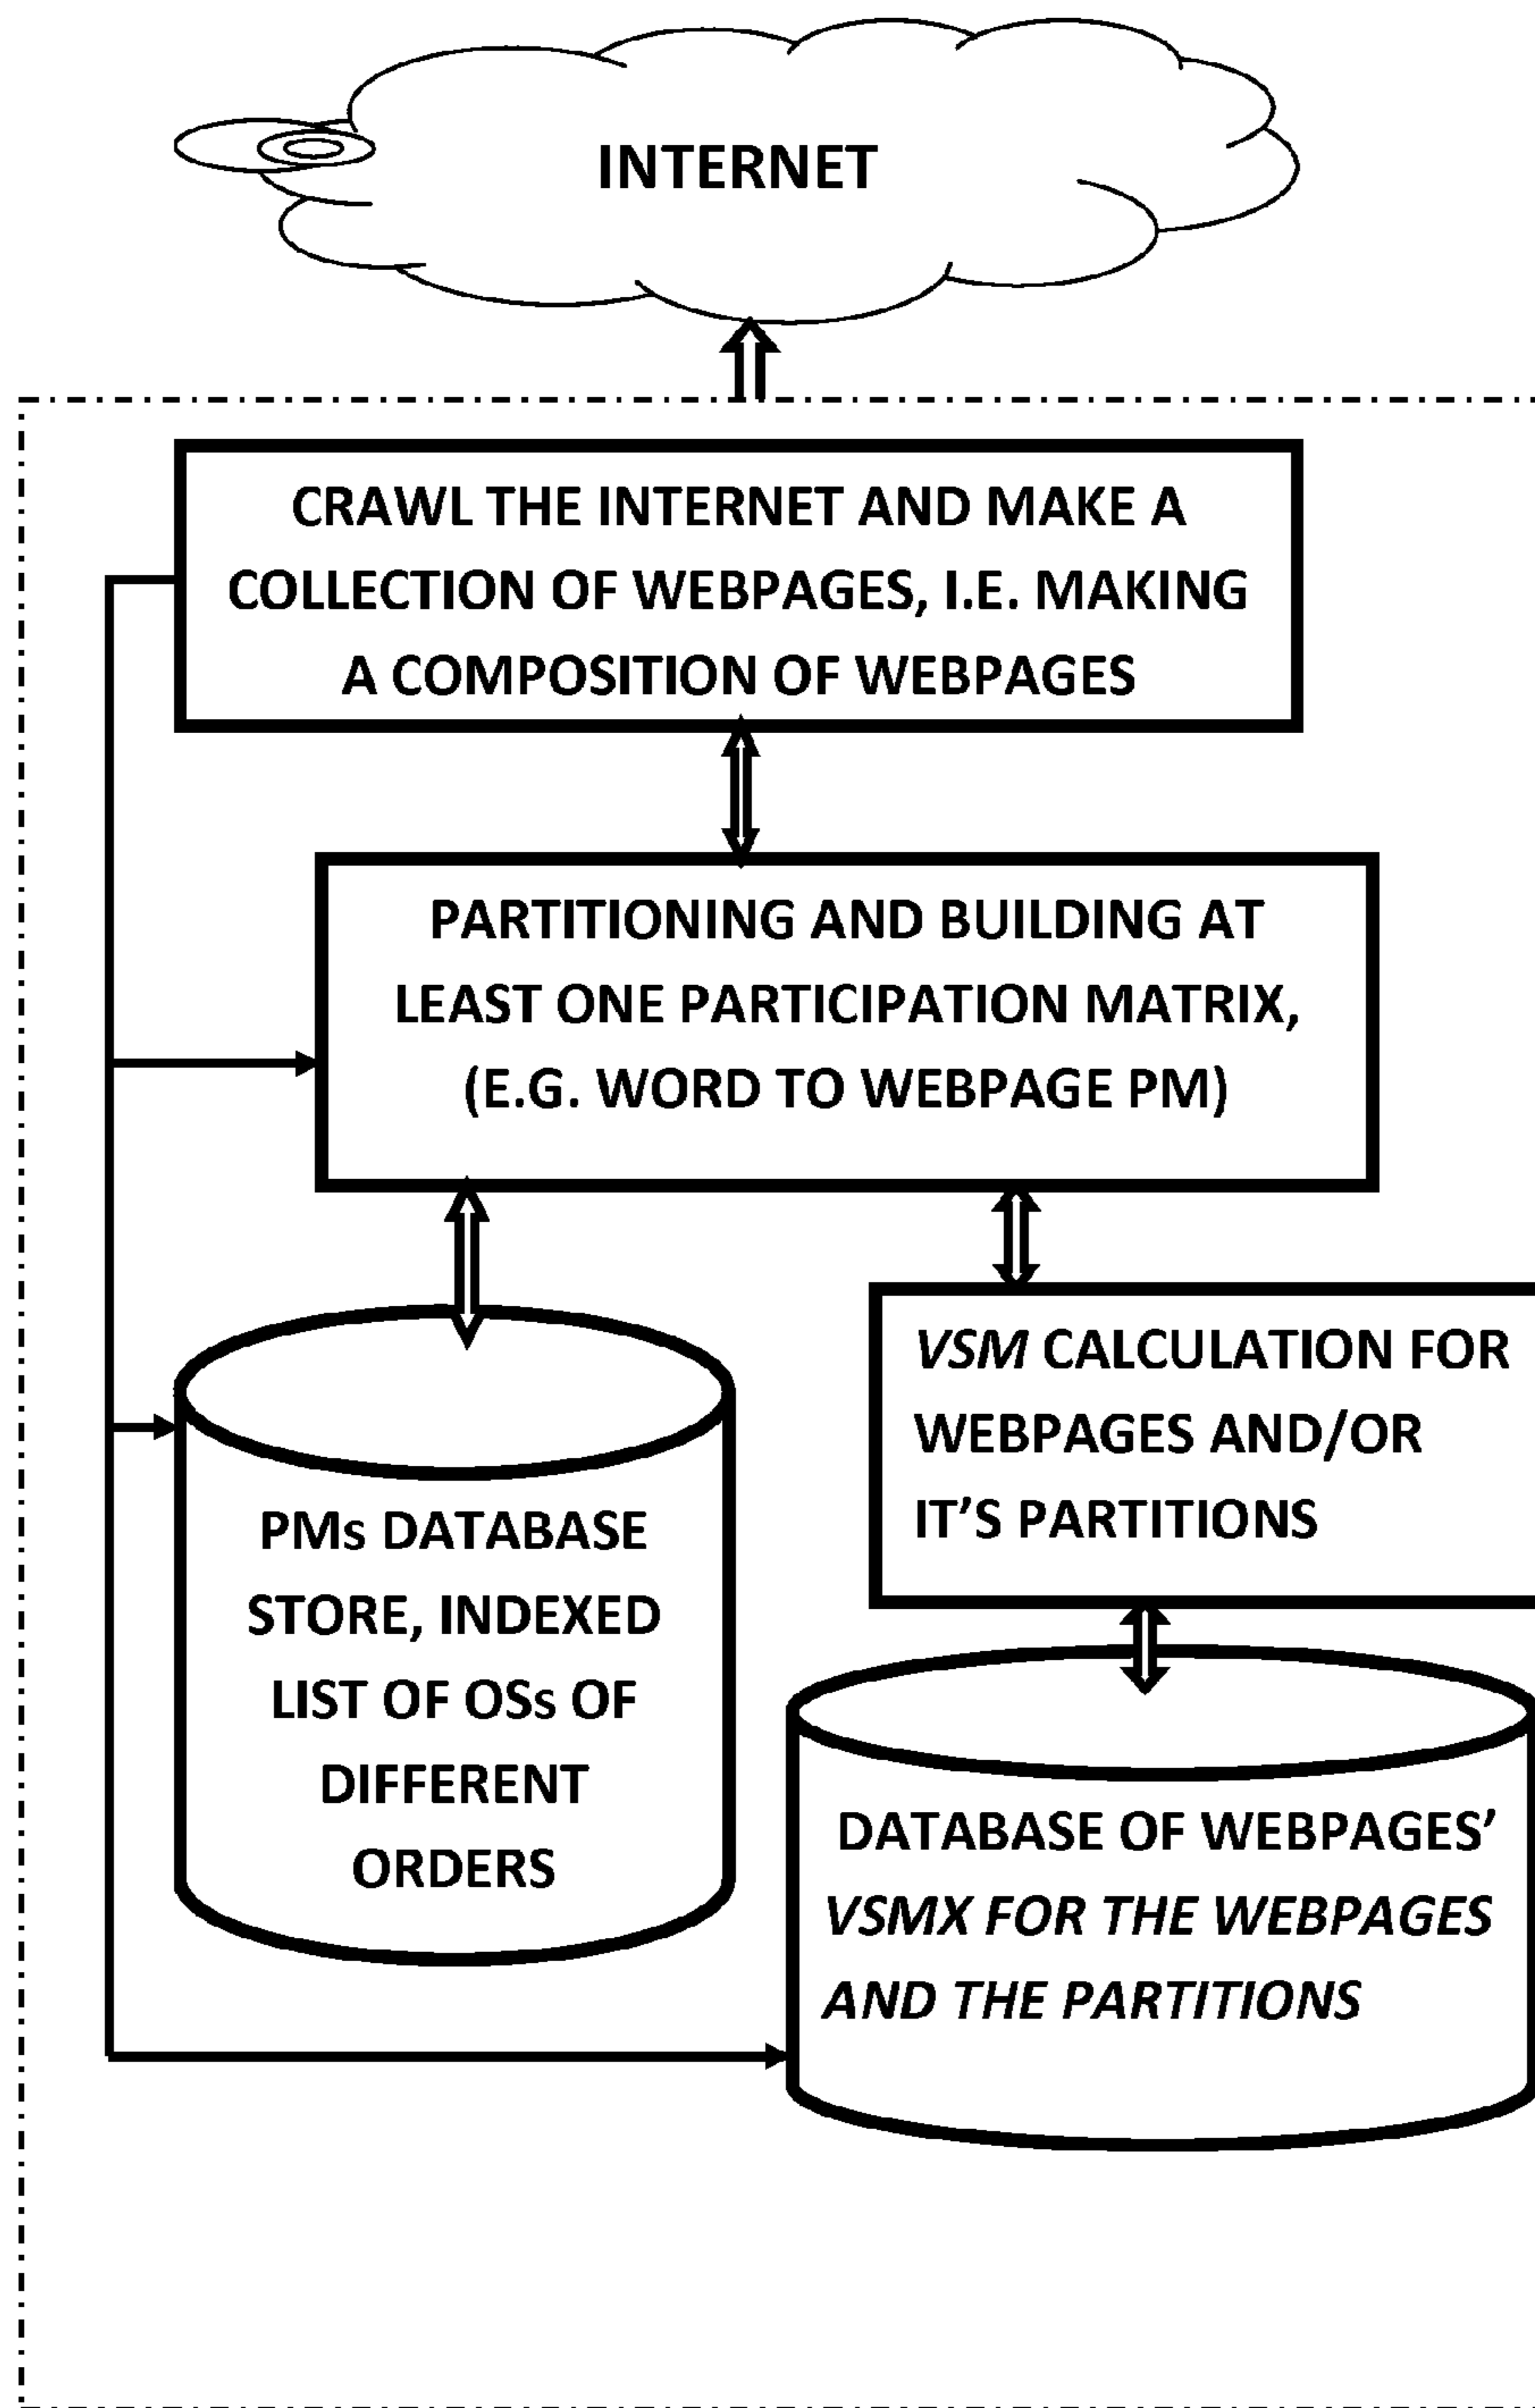 INTERNET
CRAWL THE INTERNET AND MAKE A
COLLECTION OF WEBPAGES, I.E. MAKING
A COMPOSITION OF WEBPAGES
PARTITIONING AND BUILDING AT
LEAST ONE PARTICIPATION MATRIX,
(E.G. WORD TO WEBPAGE PM)
VSM CALCULATION FOR
WEBPAGES AND/OR
IT’S PARTITIONS
PMs DATABASE
STORE, INDEXED
LIST OF OSs OF
DIFFERENT
ORDERS
DATABASE OF WEBPAGES’
VSMX FOR THE WEBPAGES
AND THE PARTITIONS